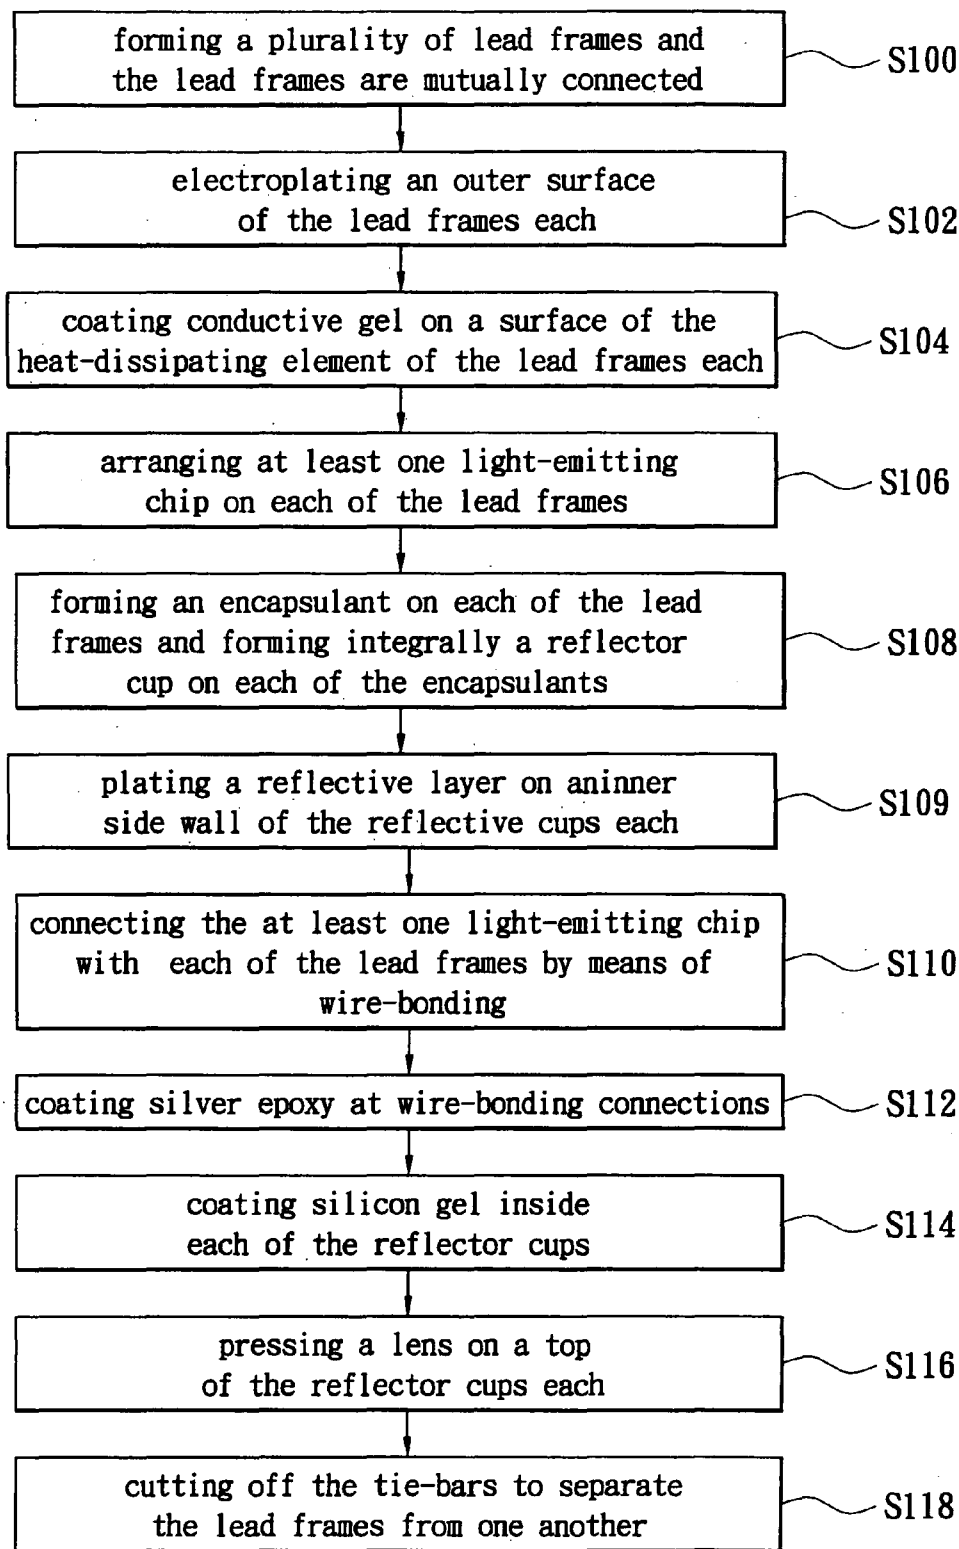 forming a plurality of lead frames and
the lead frames are mutually connected
S100
electroplating an outer surface
of the lead frames each
S102
coating conductive gel on a surface of the
heat-dissipating element of the lead frames each
S104
arranging at least one light-emitting
chip on each of the lead frames
S106
forming an encapsulant on each of the lead
frames and forming integrally a reflector
cup on each of the encapsulants
S108
plating a reflective layer on aninner
side wall of the reflective cups each
S109
connecting the at least one light-emitting chip
with each of the lead frames by means of
wire-bonding
S110
coating silver epoxy at wire-bonding connections
S112
coating silicon gel inside
each of the reflector cups
S114
pressing a lens on a top
of the reflector cups each
S116
cutting off the tie-bars to separate
the lead frames from one another
S118